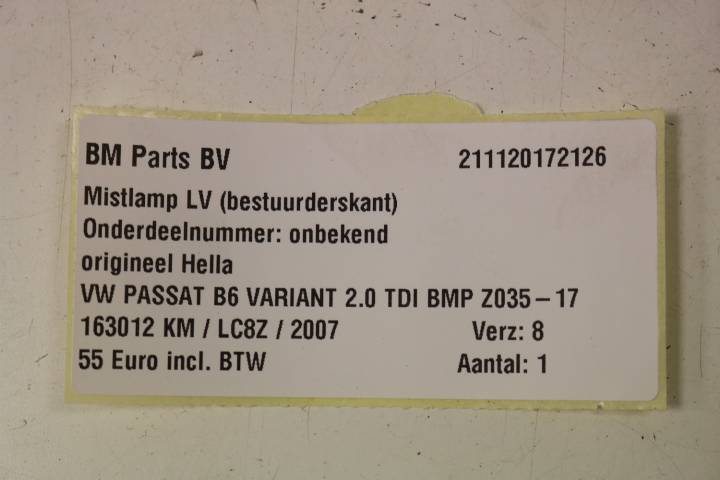 BM Parts BV 211120172126
Mistlamp LV (bestuurderskant)
Onderdeelnummer: onbekend
origineel Hella
VW PASSAT B6 VARIANT 2.0 TDI BMP Z035-17
163012 KM / LC8Z / 2007 Verz: 8
55 Euro incl. BTW Aantal: 1